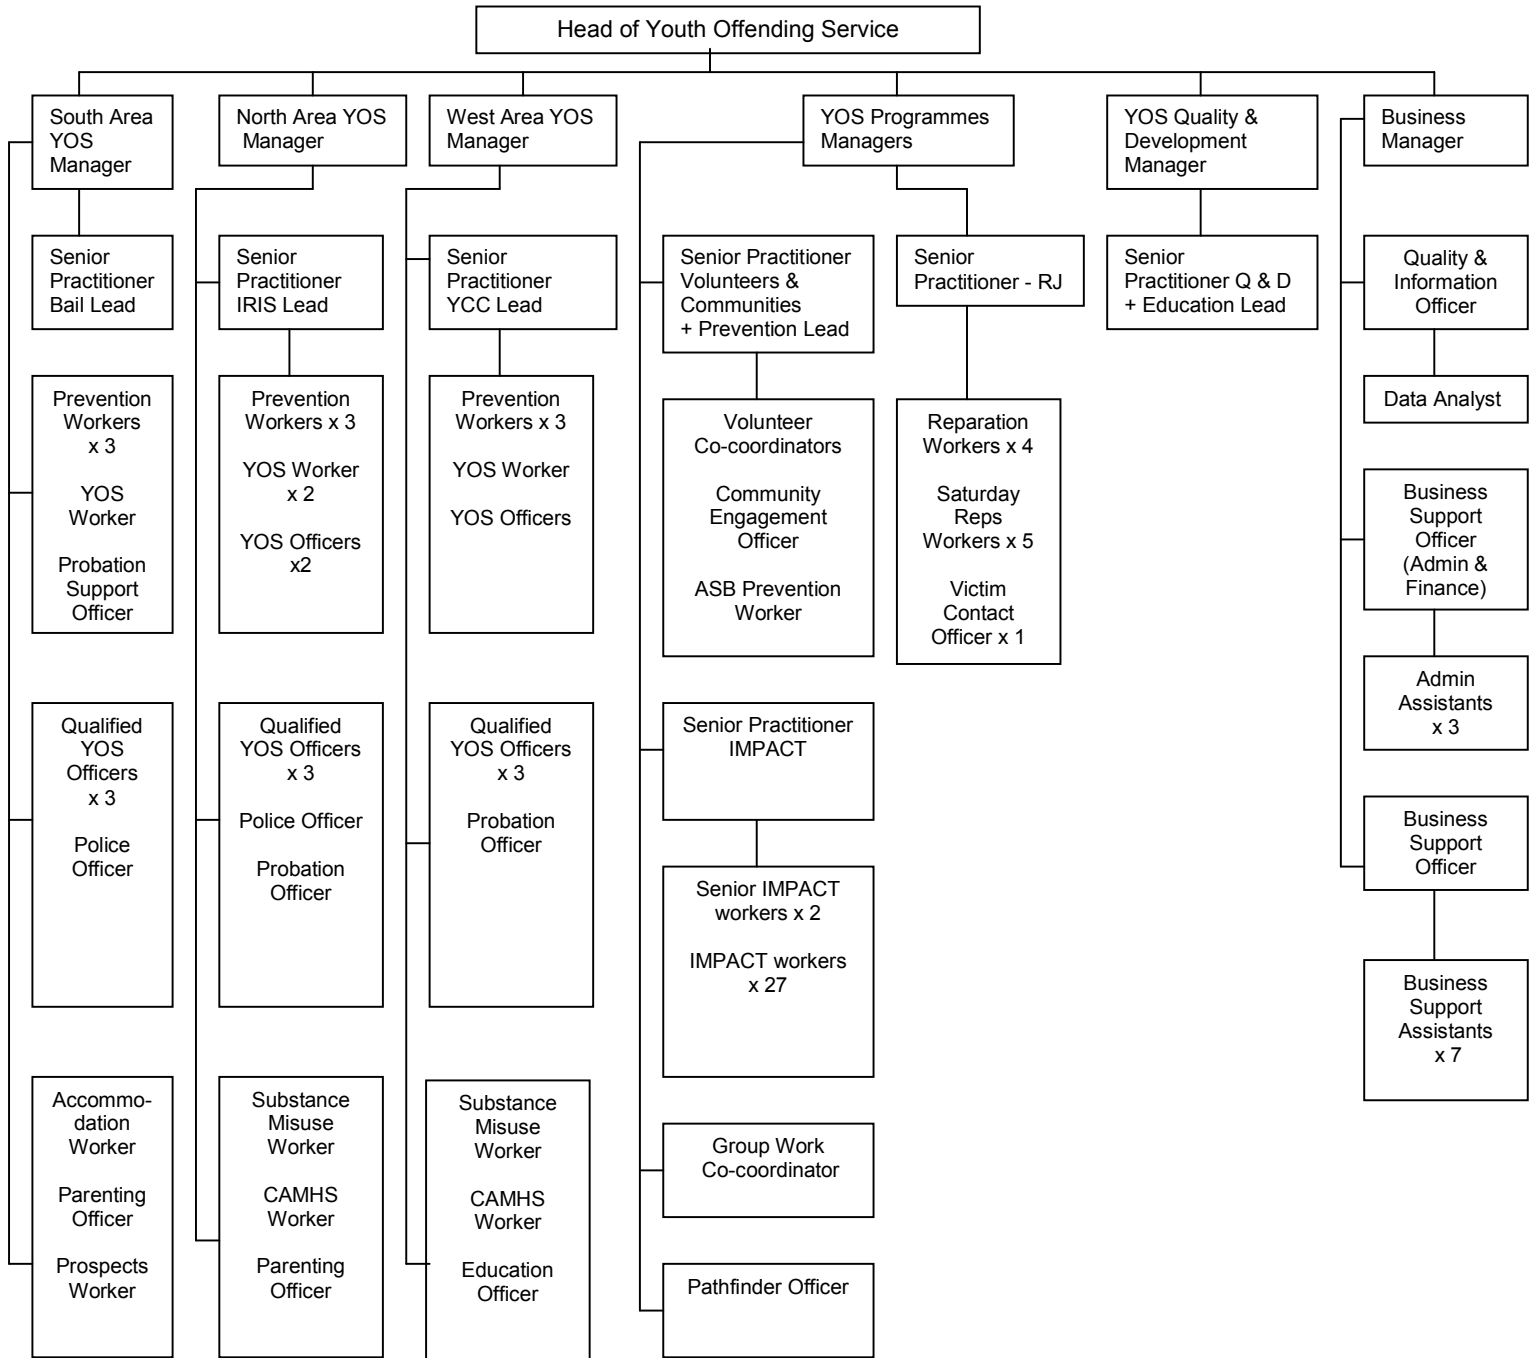 Head of Youth Offending Service
South Area
YOS
Manager
North Area YOS
Manager
West Area YOS
Manager
YOS Programmes
Managers
YOS Quality &
Development
Manager
Business
Manager
Senior
Practitioner
Bail Lead
Senior
Practitioner
IRIS Lead
Senior
Practitioner
YCC Lead
Senior Practitioner
Volunteers &
Communities
+ Prevention Lead
Senior
Practitioner - RJ
Senior
Practitioner Q & D
+ Education Lead
Quality &
Information
Officer
Prevention
Workers
x 3
YOS
Worker
Probation
Support
Officer
Prevention
Workers x 3
YOS Worker
x 2
YOS Officers
x2
Prevention
Workers x 3
YOS Worker
YOS Officers
Volunteer
Co-coordinators
Community
Engagement
Officer
ASB Prevention
Worker
Reparation
Workers x 4
Saturday
Reps
Workers x 5
Victim
Contact
Officer x 1
Data Analyst
Business
Support
Officer
(Admin &
Finance)
Admin
Assistants
x 3
Qualified
YOS
Officers
x 3
Police
Officer
Qualified
YOS Officers
x 3
Police Officer
Probation
Officer
Qualified
YOS Officers
x 3
Probation
Officer
Senior Practitioner
IMPACT
Senior IMPACT
workers x 2
IMPACT workers
x 27
Business
Support
Officer
Business
Support
Assistants
x 7
Accommo-
dation
Worker
Parenting
Officer
Prospects
Worker
Substance
Misuse
Worker
CAMHS
Worker
Parenting
Officer
Substance
Misuse
Worker
CAMHS
Worker
Education
Officer
Group Work
Co-coordinator
Pathfinder Officer